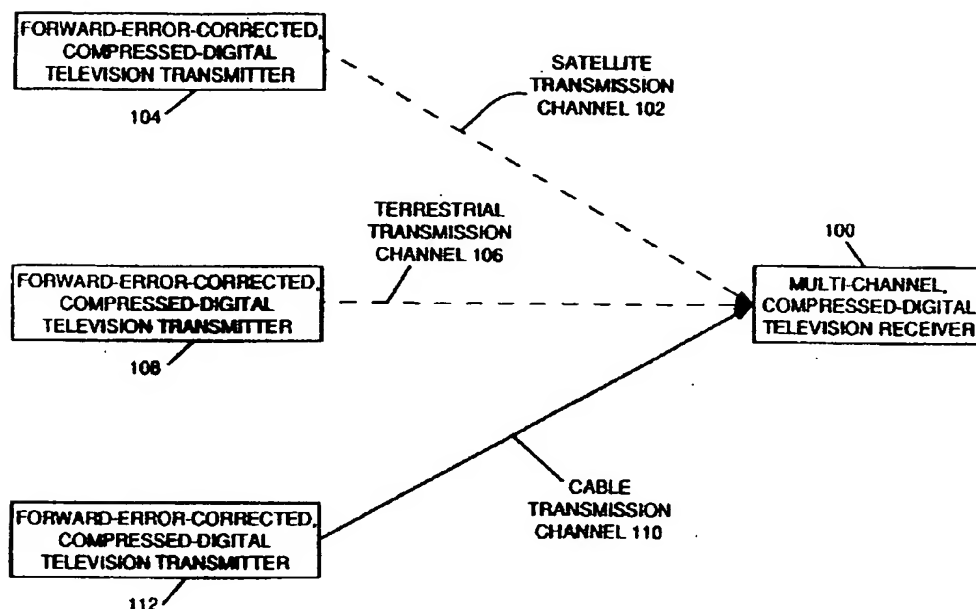 FORWARD-ERROR-CORRECTED,
COMPRESSED-DIGITAL
TELEVISION TRANSMITTER
104
SATELLITE
TRANSMISSION
CHANNEL 102
TERRESTRIAL
TRANSMISSION
CHANNEL 106
FORWARD-ERROR-CORRECTED,
COMPRESSED-DIGITAL
TELEVISION TRANSMITTER
108
100
MULTI-CHANNEL,
COMPRESSED-DIGITAL
TELEVISION RECEIVER
CABLE
TRANSMISSION
CHANNEL 110
FORWARD-ERROR-CORRECTED,
COMPRESSED-DIGITAL
TELEVISION TRANSMITTER
112